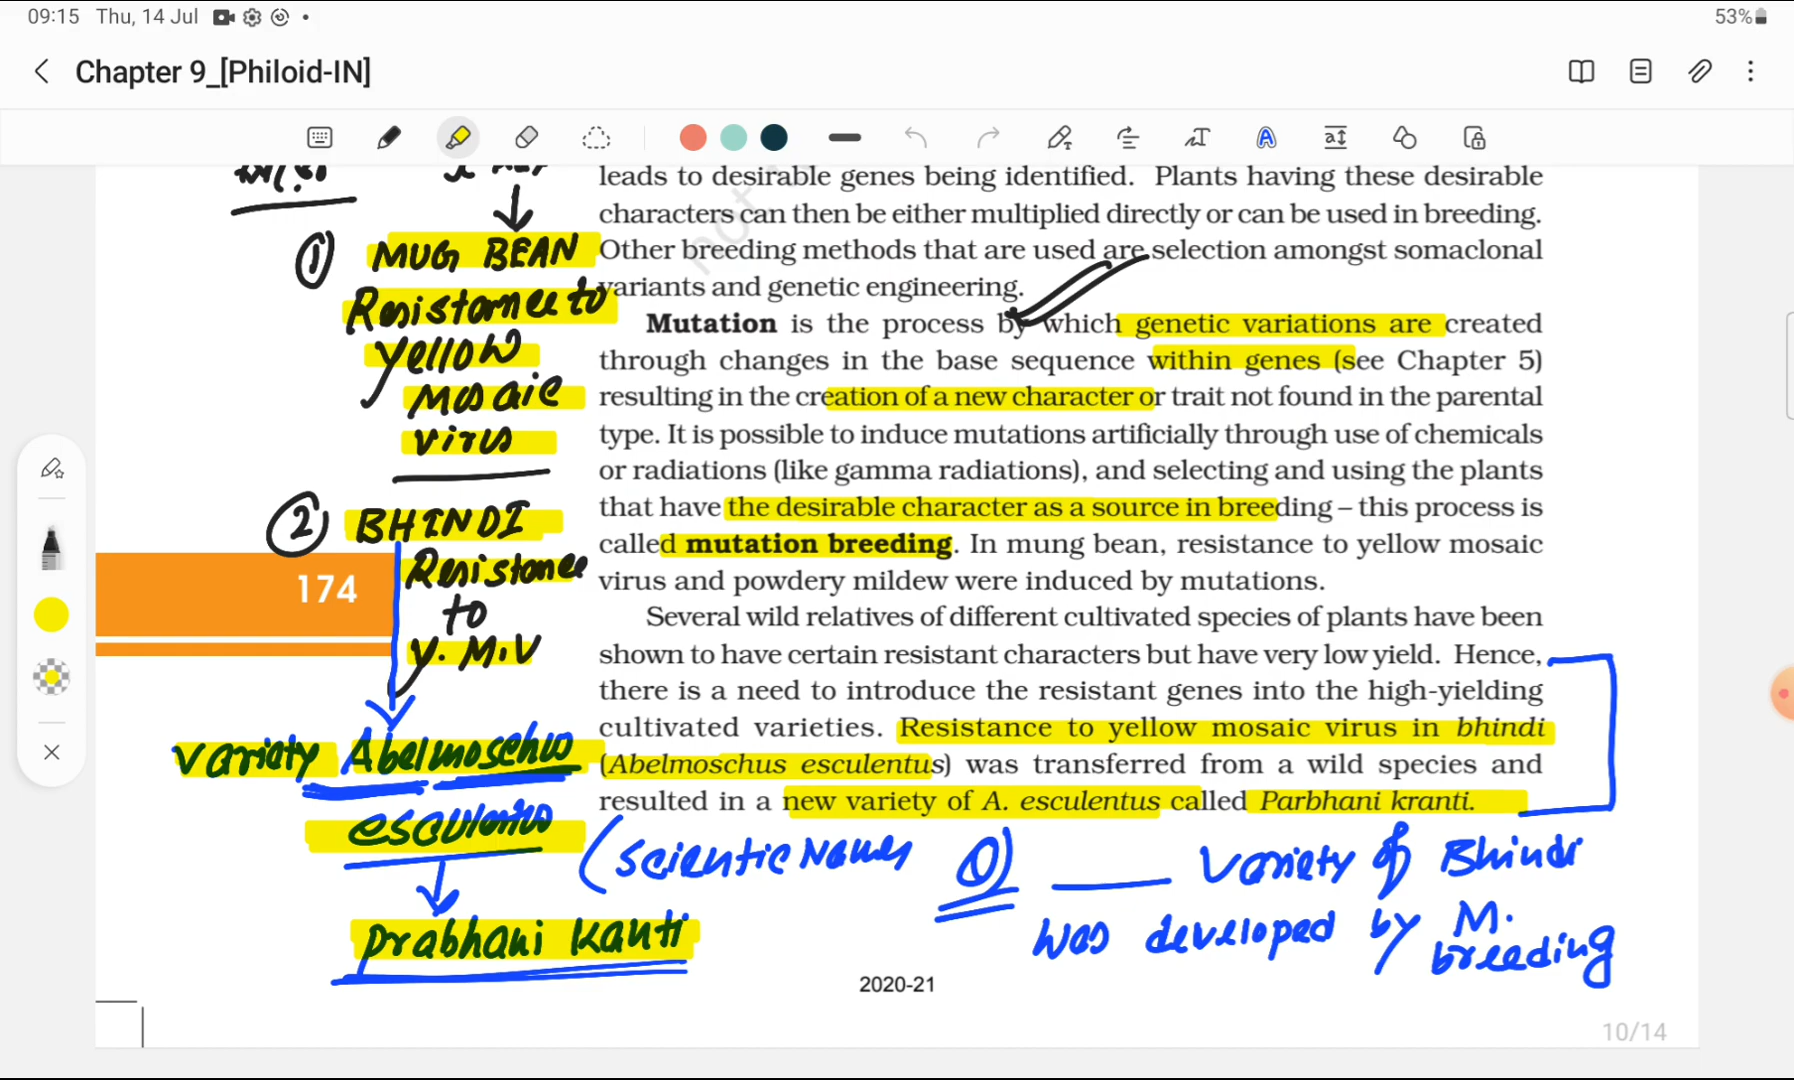 09:15 Thu, 14 Jul
53%
Chapter 9_[Philoid-IN]
leads to desirable genes being identified. Plants having these desirable
characters can then be either multiplied directly or can be used in breeding.
Other breeding methods that are used are selection amongst somaclonal
variants and genetic engineering.
Mutation is the process by which genetic variations are created
through changes in the base sequence within genes (see Chapter 5)
resulting in the creation of a new character or trait not found in the parental
type. It is possible to induce mutations artificially through use of chemicals
or radiations (like gamma radiations), and selecting and using the plants
that have the desirable character as a source in breeding – this process is
called mutation breeding. In mung bean, resistance to yellow mosaic
virus and powdery mildew were induced by mutations.
Several wild relatives of different cultivated species of plants have been
shown to have certain resistant characters but have very low yield. Hence,
there is a need to introduce the resistant genes into the high-yielding
cultivated varieties. Resistance to yellow mosaic virus in bhindi
(Abelmoschus esculentus) was transferred from a wild species and
resulted in a new variety of A. esculentus called Parbhani kranti.
① MUG BEAN
Resistance to
yellow
Mosaic
virus
② BHINDI
Resistance
to
Y. M.V
174
variety Abelmoschus
esculentus
(Scientic Names
Prabhani Kanti
Q) ____ Variety of Bhindi
was developed by M.
breeding
2020-21
10/14
not